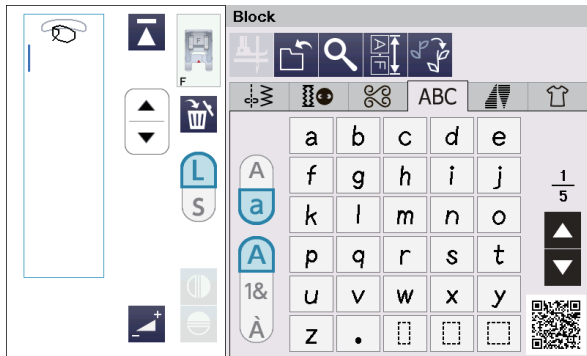 Block
F
F
L
S
A-F
ABC
A
a
A
1&
À
a b c d e
f g h i j
k l m n o
p q r s t
u v w x y
z .
1
5